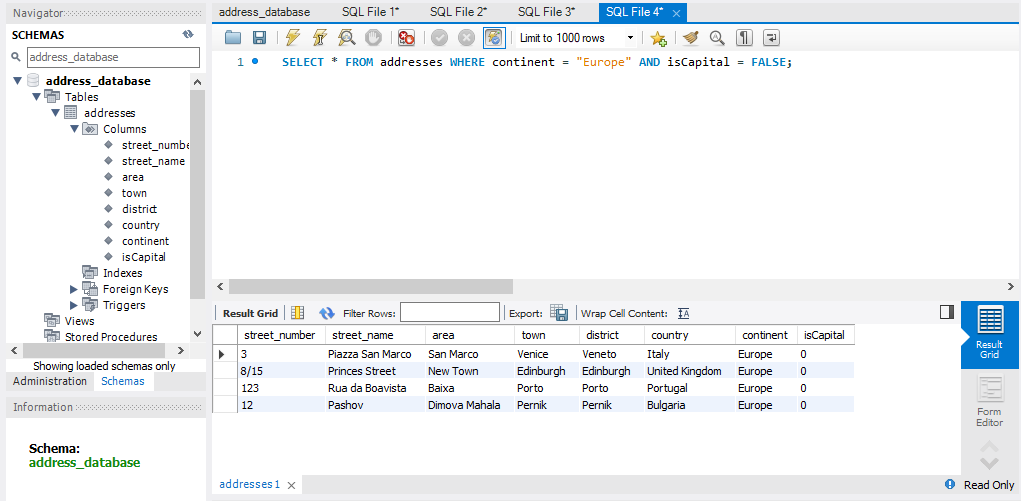 Navigator
SCHEMAS
address_database
address_database
Tables
addresses
Columns
street_numbe
street_name
area
town
district
country
continent
isCapital
Indexes
Foreign Keys
Triggers
Views
Stored Procedures
Showing loaded schemas only
Administration Schemas
Information
Schema:
address_database
address_database SQL File 1* SQL File 2* SQL File 3* SQL File 4*
Limit to 1000 rows
1 SELECT * FROM addresses WHERE continent = "Europe" AND isCapital = FALSE;
Result Grid Filter Rows: Export: Wrap Cell Content: IA
street_number street_name area town district country continent isCapital
3 Piazza San Marco San Marco Venice Veneto Italy Europe 0
8/15 Princes Street New Town Edinburgh Edinburgh United Kingdom Europe 0
123 Rua da Boavista Baixa Porto Porto Portugal Europe 0
12 Pashov Dimova Mahala Pernik Pernik Bulgaria Europe 0
Result
Grid
Form
Editor
addresses 1
Read Only